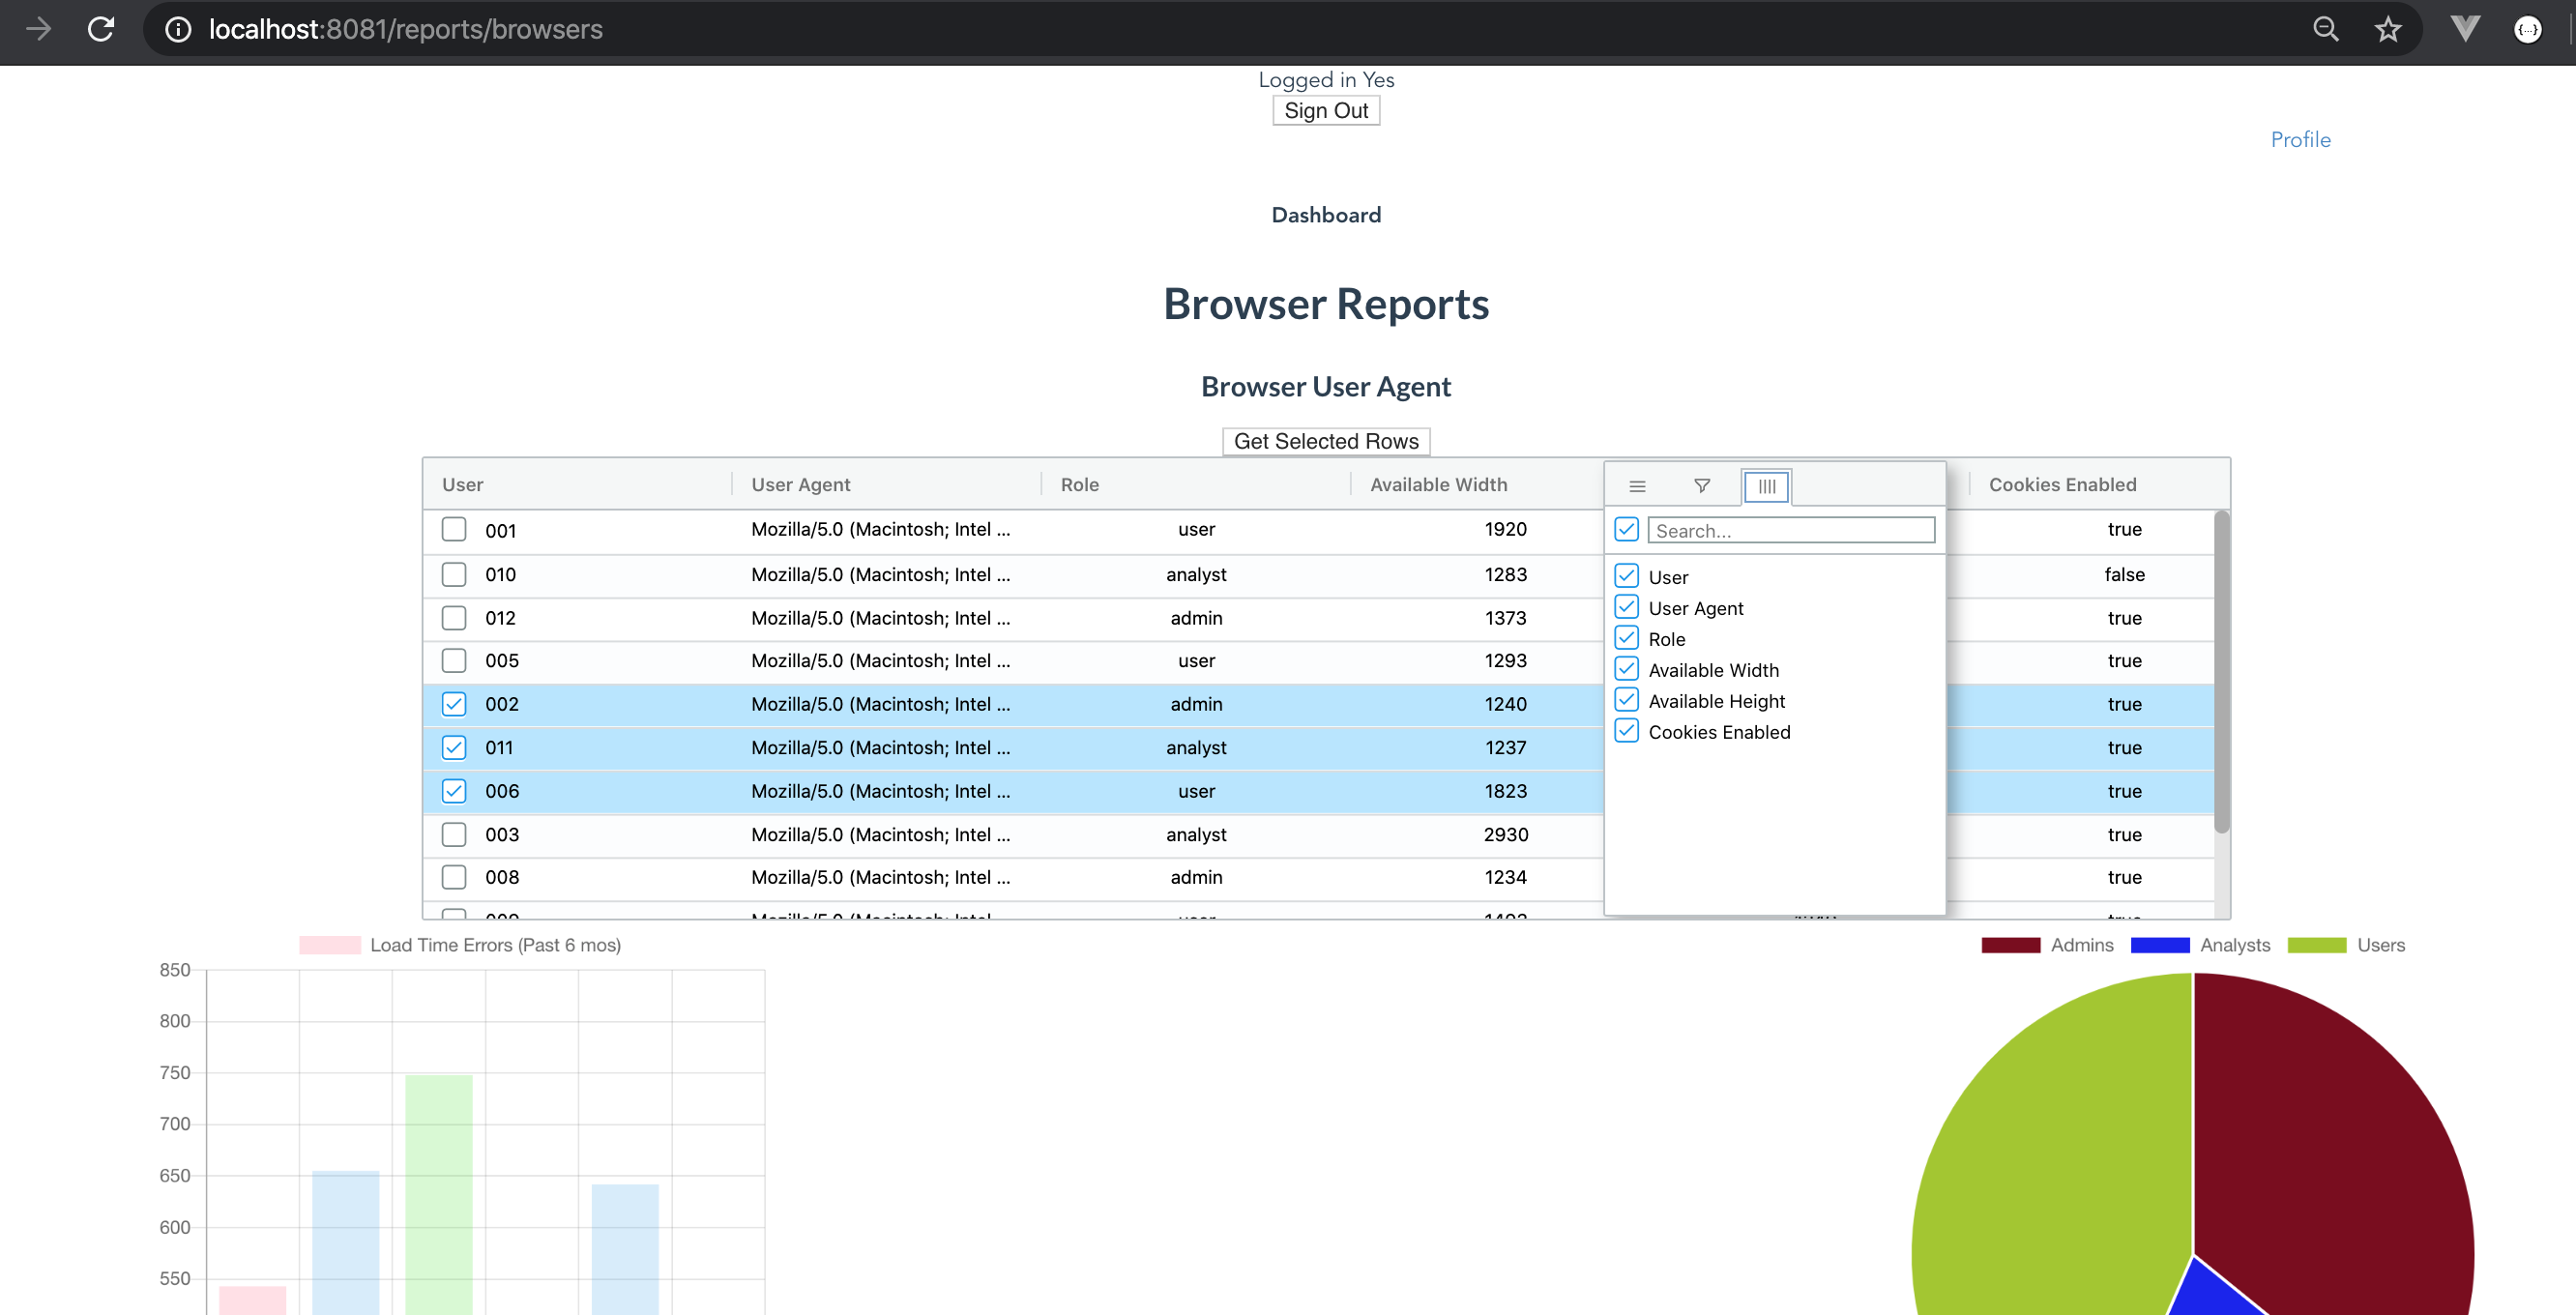 localhost:8081/reports/browsers
Logged in Yes
Sign Out
Profile
Dashboard
Browser Reports
Browser User Agent
Get Selected Rows
User User Agent Role Available Width Cookies Enabled
Search...
001 Mozilla/5.0 (Macintosh; Intel ... user 1920 true
010 Mozilla/5.0 (Macintosh; Intel ... analyst 1283 false
012 Mozilla/5.0 (Macintosh; Intel ... admin 1373 true
005 Mozilla/5.0 (Macintosh; Intel ... user 1293 true
002 Mozilla/5.0 (Macintosh; Intel ... admin 1240 true
011 Mozilla/5.0 (Macintosh; Intel ... analyst 1237 true
006 Mozilla/5.0 (Macintosh; Intel ... user 1823 true
003 Mozilla/5.0 (Macintosh; Intel ... analyst 2930 true
008 Mozilla/5.0 (Macintosh; Intel ... admin 1234 true
User
User Agent
Role
Available Width
Available Height
Cookies Enabled
Load Time Errors (Past 6 mos)
850
800
750
700
650
600
550
Admins Analysts Users